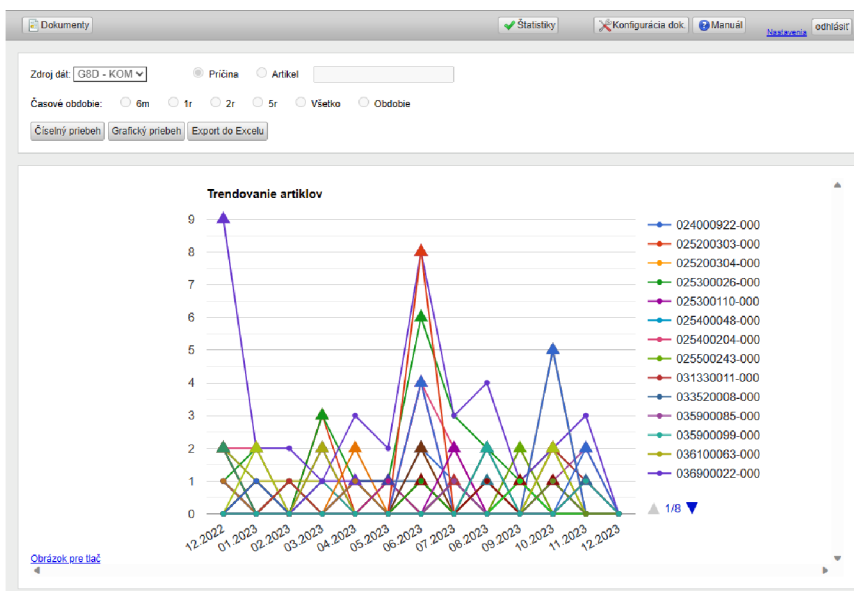 Dokumenty
Štatistiky
Konfigurácia dok.
Manuál
Nastavenia
odhlásiť
Zdroj dát: G8D - KOM
Príčina
Artikel
Časové obdobie: 6m 1r 2r 5r Všetko Obdobie
Číselný priebeh Grafický priebeh Export do Excelu
Trendovanie artiklov
9
8
7
6
5
4
3
2
1
0
12.2022
01.2023
02.2023
03.2023
04.2023
05.2023
06.2023
07.2023
08.2023
09.2023
10.2023
11.2023
12.2023
024000922-000
025200303-000
025200304-000
025300026-000
025300110-000
025400048-000
025400204-000
025500243-000
031330011-000
033520008-000
035900085-000
035900099-000
036100063-000
036900022-000
1/8
Obrázok pre tlač